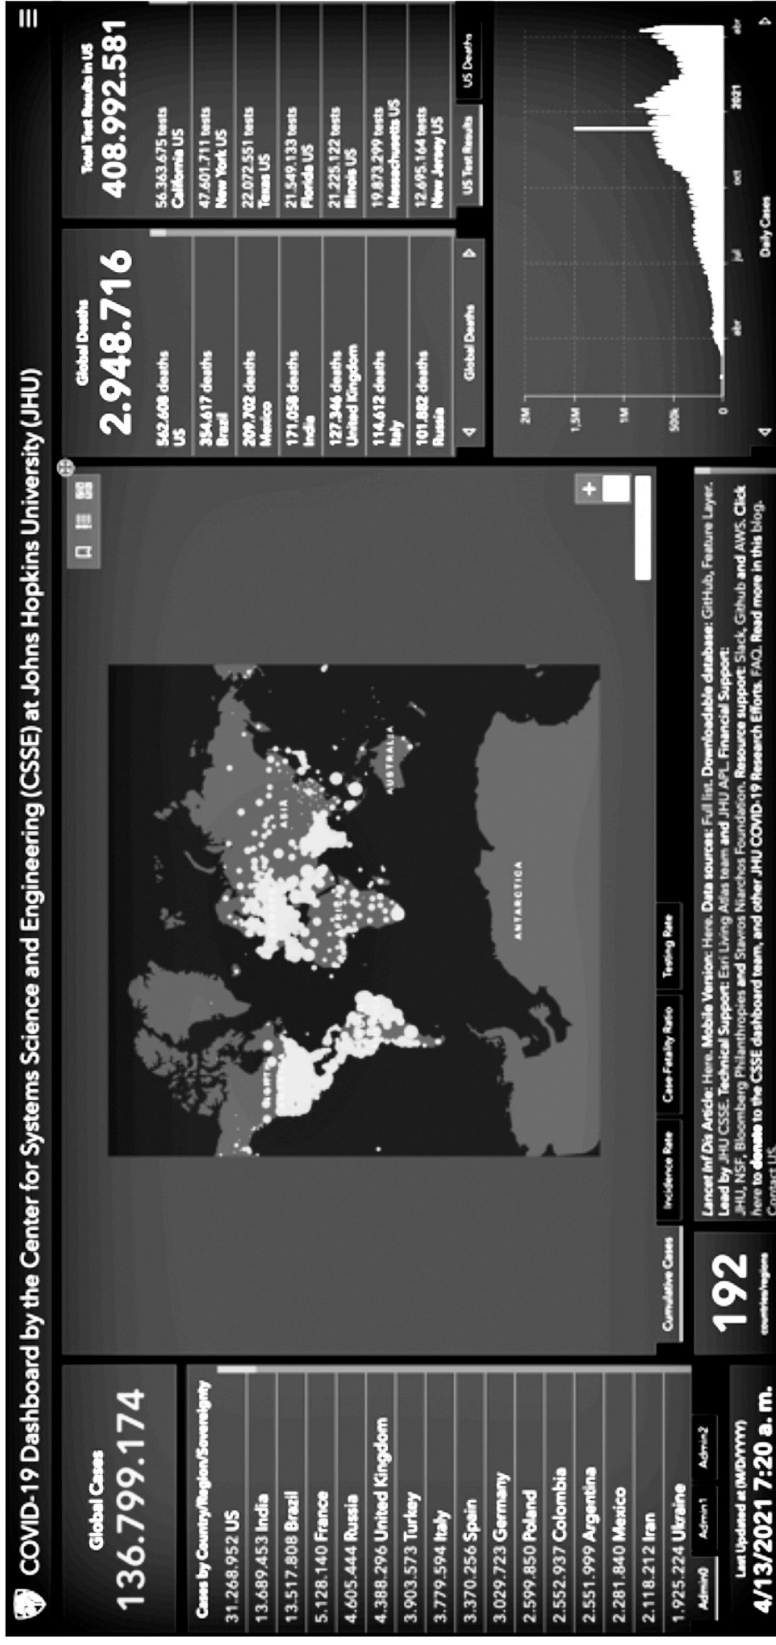 COVID-19 Dashboard by the Center for Systems Science and Engineering (CSSE) at Johns Hopkins University (JHU)
Global Cases
136.799.174
Cases by Country/Region/Sovereignty
31.268.952 US
13.689.453 India
13.517.808 Brazil
5.128.140 France
4.605.444 Russia
4.388.296 United Kingdom
3.903.573 Turkey
3.779.594 Italy
3.370.256 Spain
3.029.723 Germany
2.599.850 Poland
2.552.937 Colombia
2.551.999 Argentina
2.281.840 Mexico
2.118.212 Iran
1.925.224 Ukraine
Admin0 Admin1 Admin2
Last Updated at (M/D/YYYY)
4/13/2021 7:20 a. m.
ASIA
AUSTRALIA
ANTARCTICA
+
Cumulative Cases Incidence Rate Case-Fatality Ratio Testing Rate
192
countries/regions
Lancet Inf Dis Article: Here. Mobile Version: Here. Data sources: Full list. Downloadable database: GitHub, Feature Layer.
Lead by JHU CSSE. Technical Support: Esri Living Atlas team and JHU APL. Financial Support:
JHU, NSF, Bloomberg Philanthropies and Stavros Niarchos Foundation. Resource support: Slack, Github and AWS. Click
here to donate to the CSSE dashboard team, and other JHU COVID-19 Research Efforts. FAQ. Read more in this blog.
Contact US.
Global Deaths
2.948.716
562.608 deaths
US
354.617 deaths
Brazil
209.702 deaths
Mexico
171.058 deaths
India
127.346 deaths
United Kingdom
114.612 deaths
Italy
101.882 deaths
Russia
Global Deaths
Total Test Results in US
408.992.581
56.363.675 tests
California US
47.601.711 tests
New York US
22.072.551 tests
Texas US
21.549.133 tests
Florida US
21.225.122 tests
Illinois US
19.873.299 tests
Massachusetts US
12.695.164 tests
New Jersey US
US Test Results US Deaths
2M
1,5M
1M
500k
0
abr jul oct 2021 abr
Daily Cases